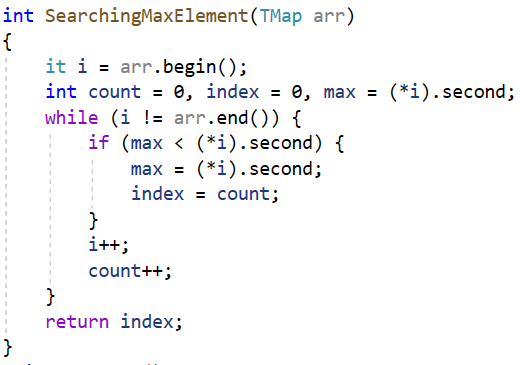 int SearchingMaxElement(TMap arr)
{
    it i = arr.begin();
    int count = 0, index = 0, max = (*i).second;
    while (i != arr.end()) {
        if (max < (*i).second) {
            max = (*i).second;
            index = count;
        }
        i++;
        count++;
    }
    return index;
}